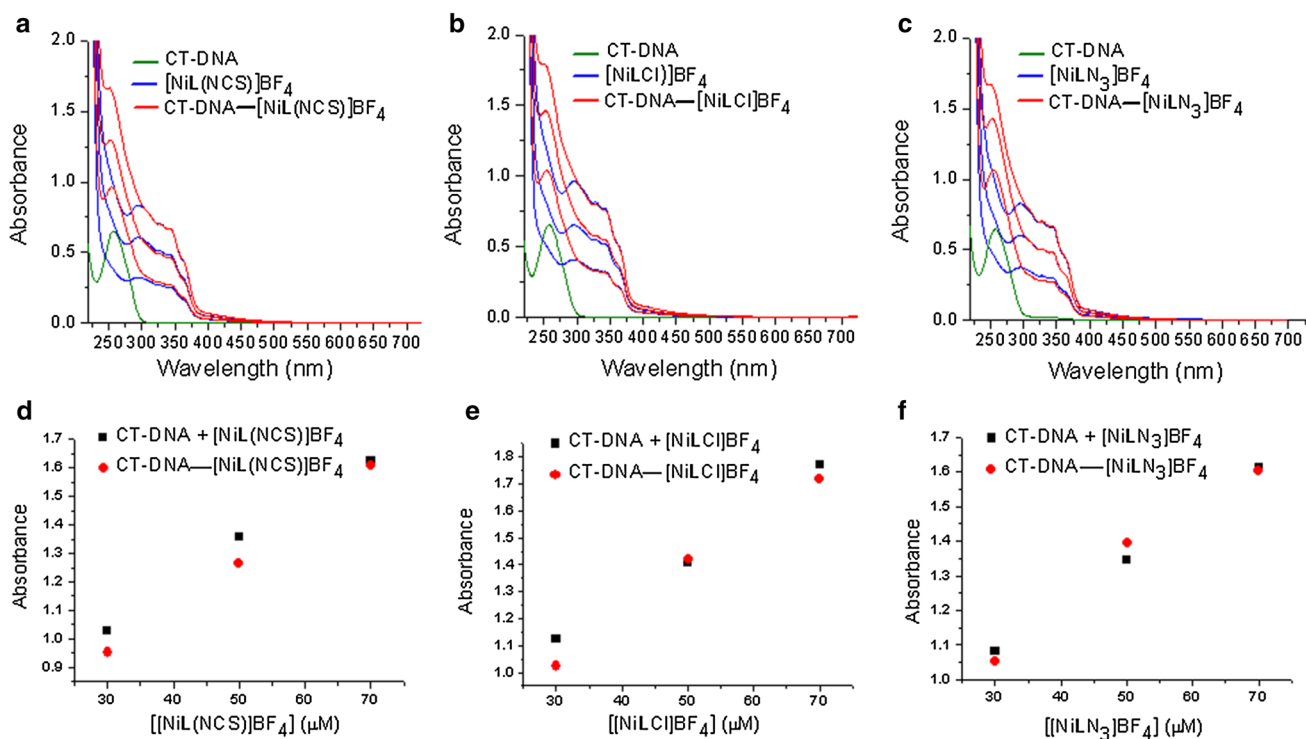 a
CT-DNA
[NiL(NCS)]BF4
CT-DNA—[NiL(NCS)]BF4
Absorbance
2.0
1.5
1.0
0.5
0.0
250 300 350 400 450 500 550 600 650 700
Wavelength (nm)
b
CT-DNA
[NiLCl)]BF4
CT-DNA—[NiLCl]BF4
Absorbance
2.0
1.5
1.0
0.5
0.0
250 300 350 400 450 500 550 600 650 700
Wavelength (nm)
c
CT-DNA
[NiLN3]BF4
CT-DNA—[NiLN3]BF4
Absorbance
2.0
1.5
1.0
0.5
0.0
250 300 350 400 450 500 550 600 650 700
Wavelength (nm)
d
CT-DNA + [NiL(NCS)]BF4
CT-DNA—[NiL(NCS)]BF4
Absorbance
1.7
1.6
1.5
1.4
1.3
1.2
1.1
1.0
0.9
30 40 50 60 70
[[NiL(NCS)]BF4] (μM)
e
CT-DNA + [NiLCl]BF4
CT-DNA—[NiLCl]BF4
Absorbance
1.8
1.7
1.6
1.5
1.4
1.3
1.2
1.1
1.0
30 40 50 60 70
[[NiLCl]BF4] (μM)
f
CT-DNA + [NiLN3]BF4
CT-DNA—[NiLN3]BF4
Absorbance
1.7
1.6
1.5
1.4
1.3
1.2
1.1
1.0
30 40 50 60 70
[[NiLN3]BF4] (μM)